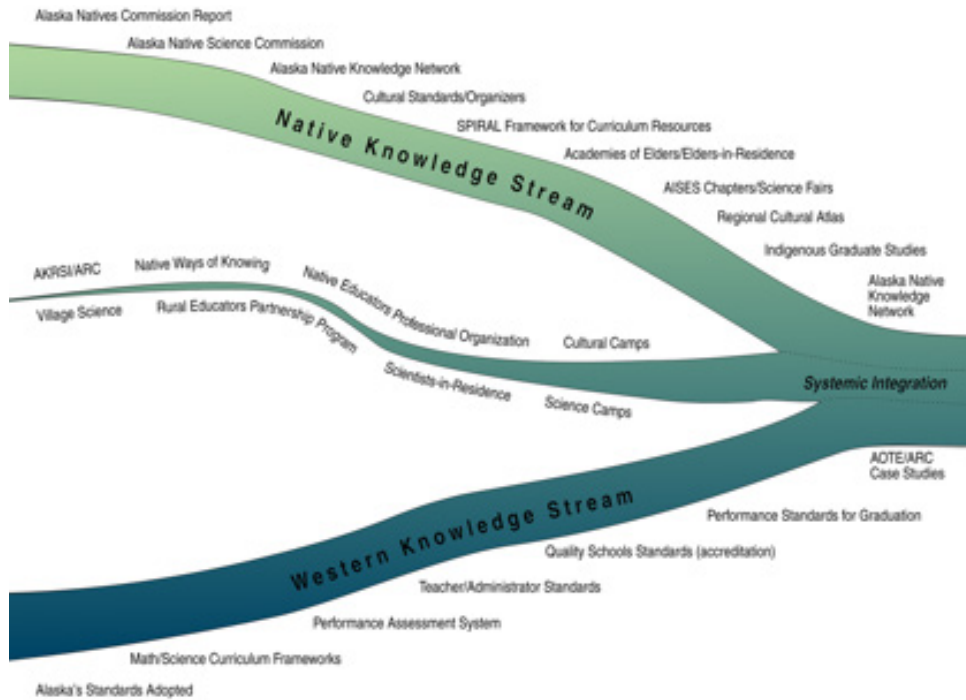 Alaska Natives Commission Report
Alaska Native Science Commission
Alaska Native Knowledge Network
Cultural Standards/Organizers
SPIRAL Framework for Curriculum Resources
Academies of Elders/Elders-in-Residence
AISES Chapters/Science Fairs
Regional Cultural Atlas
Indigenous Graduate Studies
Alaska Native
Knowledge
Network
Native Knowledge Stream
AKRSI/ARC
Native Ways of Knowing
Native Educators Professional Organization
Cultural Camps
Village Science
Rural Educators Partnership Program
Scientists-in-Residence
Science Camps
Systemic Integration
Western Knowledge Stream
AOTE/ARC
Case Studies
Performance Standards for Graduation
Quality Schools Standards (accreditation)
Teacher/Administrator Standards
Performance Assessment System
Math/Science Curriculum Frameworks
Alaska's Standards Adopted